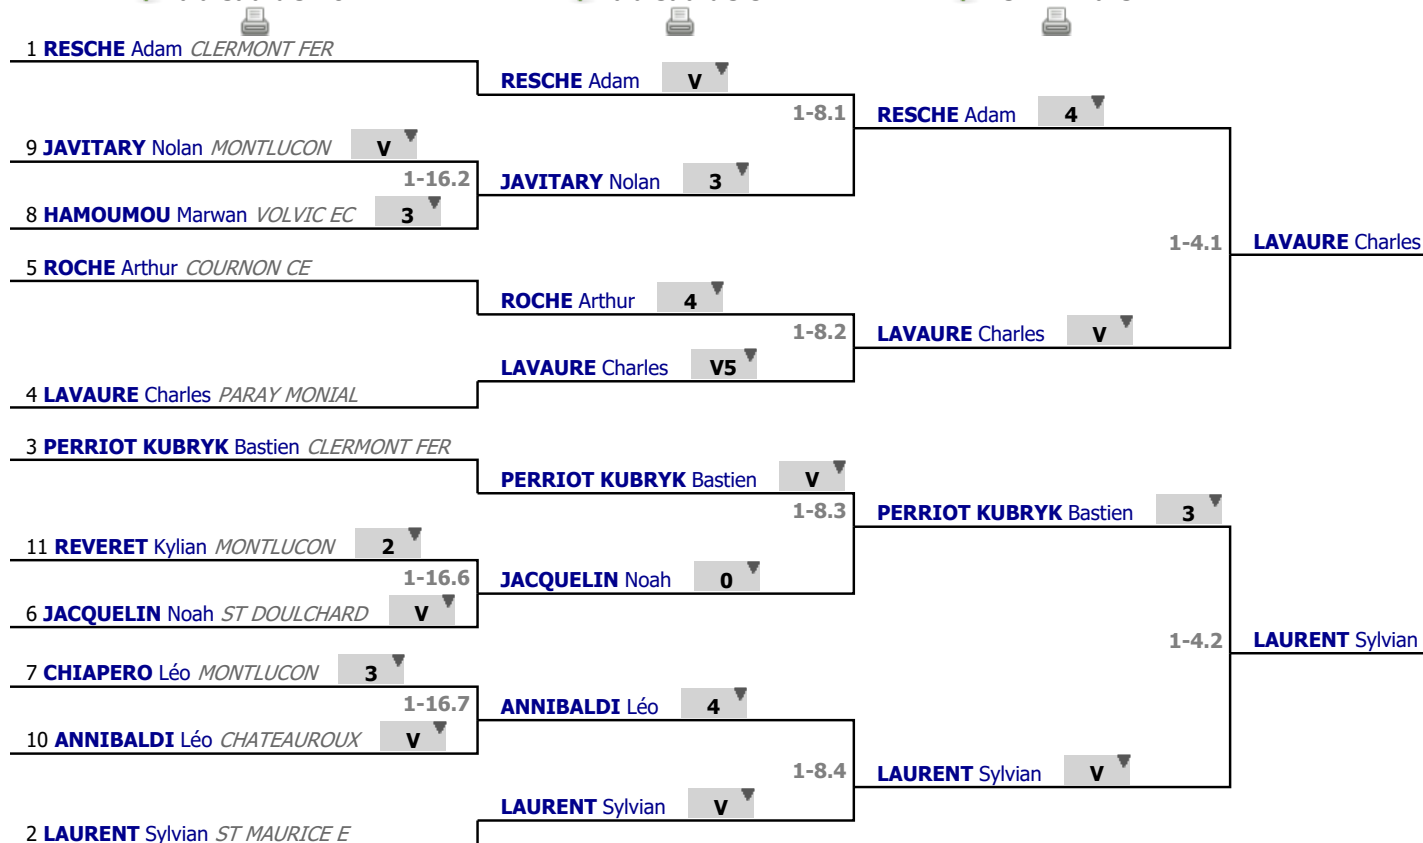 1 RESCHE Adam CLERMONT FER
RESCHE Adam V
1-8.1
RESCHE Adam 4
9 JAVITARY Nolan MONTLUCON V
1-16.2
JAVITARY Nolan 3
8 HAMOUMOU Marwan VOLVIC EC 3
1-4.1
LAVAURE Charles
5 ROCHE Arthur COURNON CE
ROCHE Arthur 4
1-8.2
LAVAURE Charles V
LAVAURE Charles V5
4 LAVAURE Charles PARAY MONIAL
3 PERRIOT KUBRYK Bastien CLERMONT FER
PERRIOT KUBRYK Bastien V
1-8.3
PERRIOT KUBRYK Bastien 3
11 REVERET Kylian MONTLUCON 2
1-16.6
JACQUELIN Noah 0
6 JACQUELIN Noah ST DOULCHARD V
1-4.2
LAURENT Sylvian
7 CHIAPERO Léo MONTLUCON 3
1-16.7
ANNIBALDI Léo 4
10 ANNIBALDI Léo CHATEAUROUX V
1-8.4
LAURENT Sylvian V
LAURENT Sylvian V
2 LAURENT Sylvian ST MAURICE E